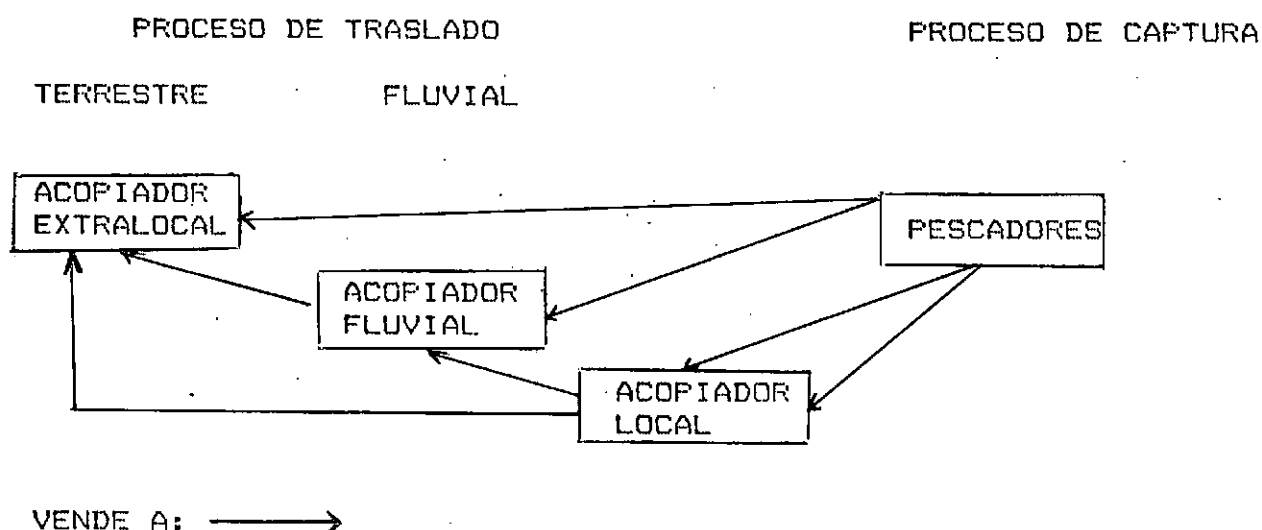 PROCESO DE TRASLADO
PROCESO DE CAPTURA
TERRESTRE
FLUVIAL
ACOPIADOR
EXTRALOCAL
PESCADORES
ACOPIADOR
FLUVIAL
ACOPIADOR
LOCAL
VENDE A: